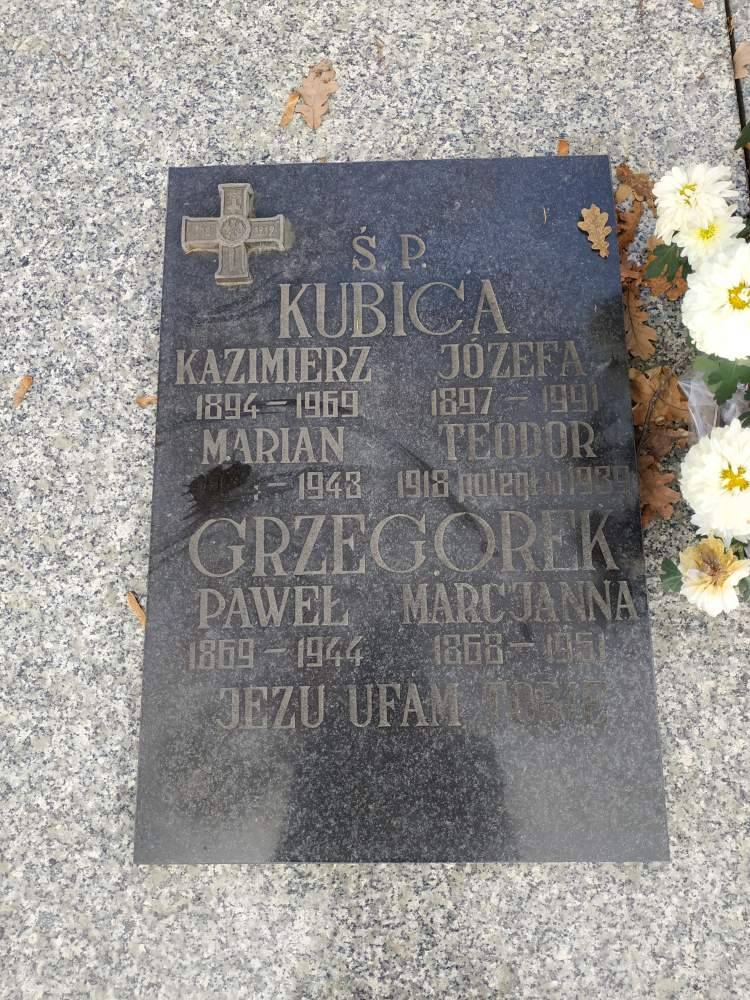 Ś. P.
KUBICA
KAZIMIERZ JÓZEFA
1894 – 1969 1897 – 1991
MARIAN TEODOR
– 1943 1918 poległ w 1939
GRZEGOREK
PAWEŁ MARCJANNA
1869 – 1944 1868 – 1951
JEZU UFAM TOBIE